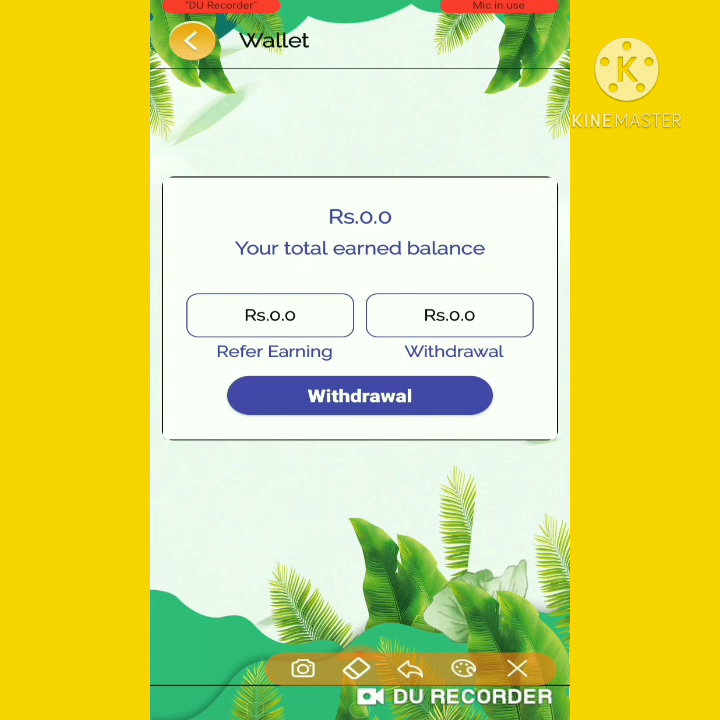 "DU Recorder"
Mic in use
Wallet
K
KINEMASTER
Rs.0.0
Your total earned balance
Rs.0.0
Rs.0.0
Refer Earning
Withdrawal
Withdrawal
DU RECORDER